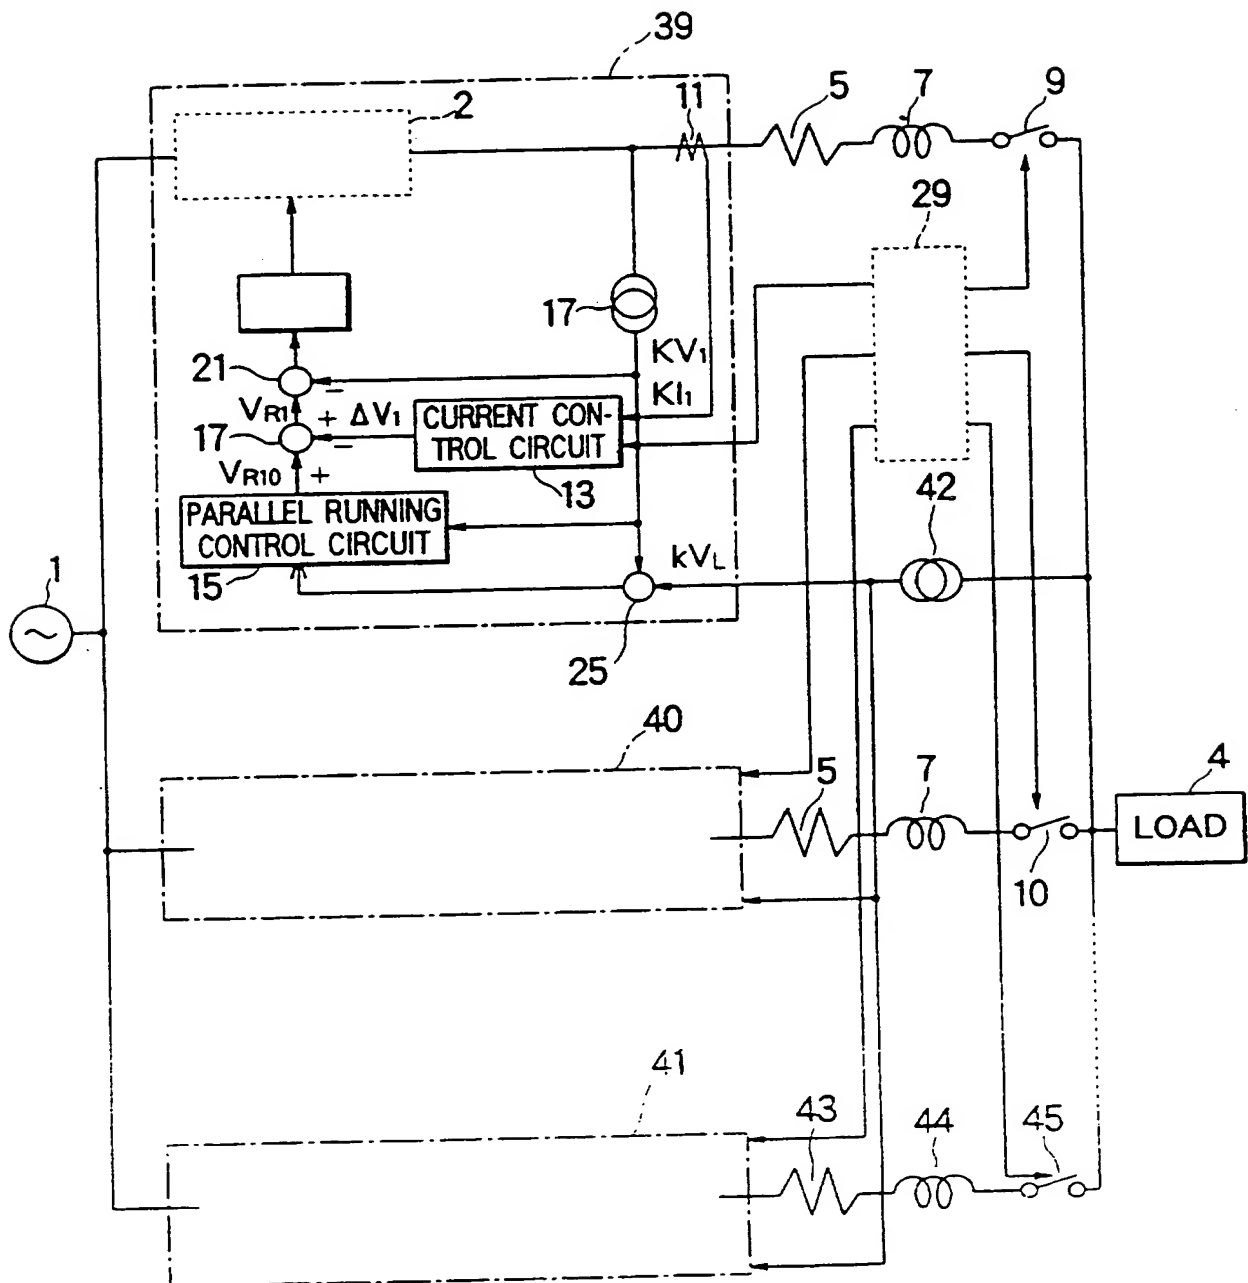 39
2
11
5
7
9
29
17
KV1
KI1
21
VR1
+
ΔV1
−
CURRENT CON-
TROL CIRCUIT
17
−
VR10
+
13
42
PARALLEL RUNNING
CONTROL CIRCUIT
15
kVL
1
25
40
5
7
4
LOAD
10
41
43
44
45